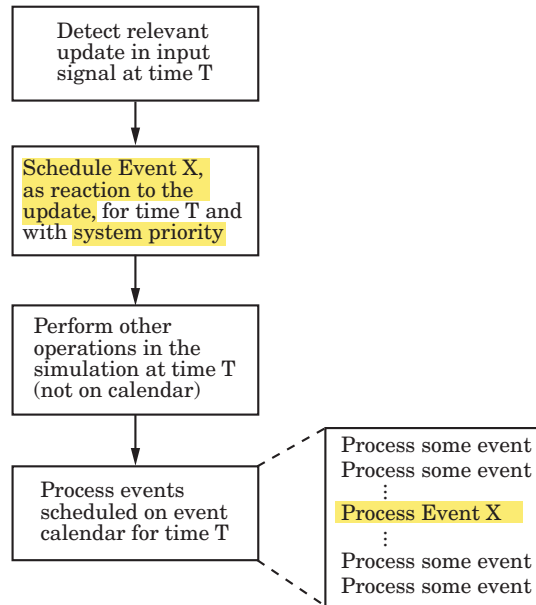 Detect relevant
update in input
signal at time T
Schedule Event X,
as reaction to the
update, for time T and
with system priority
Perform other
operations in the
simulation at time T
(not on calendar)
Process events
scheduled on event
calendar for time T
Process some event
Process some event
⋮
Process Event X
⋮
Process some event
Process some event